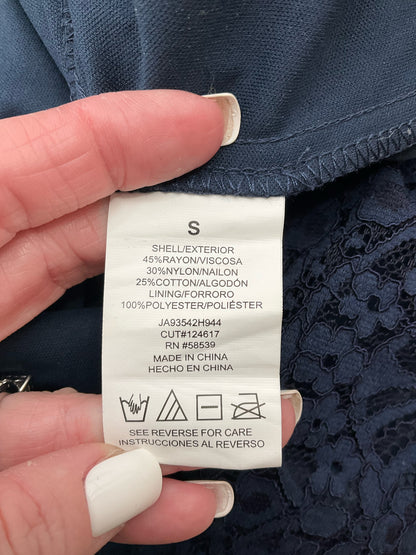 S
SHELL/EXTERIOR
45%RAYON/VISCOSA
30%NYLON/NAILON
25%COTTON/ALGODÓN
LINING/FORRORO
100%POLYESTER/POLIÉSTER
JA93542H944
CUT#124617
RN #58539
MADE IN CHINA
HECHO EN CHINA
SEE REVERSE FOR CARE
INSTRUCCIONES AL REVERSO